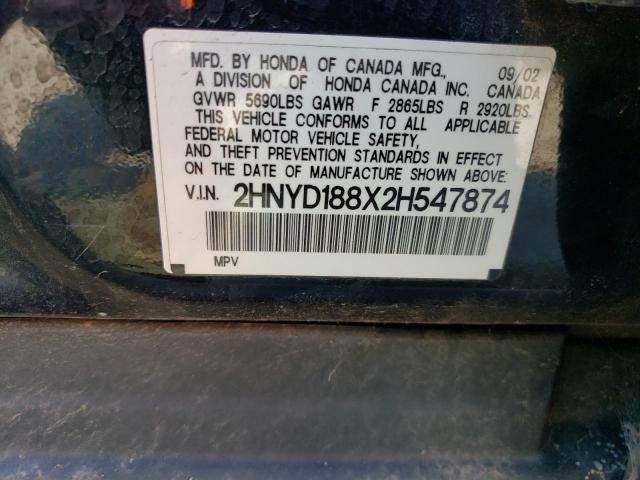 MFD. BY HONDA OF CANADA MFG., 09/02
A DIVISION OF HONDA CANADA INC. CANADA
GVWR 5690LBS GAWR F 2865LBS R 2920LBS
THIS VEHICLE CONFORMS TO ALL APPLICABLE
FEDERAL MOTOR VEHICLE SAFETY,
AND THEFT PREVENTION STANDARDS IN EFFECT
ON THE DATE OF MANUFACTURE SHOWN ABOVE.
V.I.N. 2HNYD188X2H547874
MPV